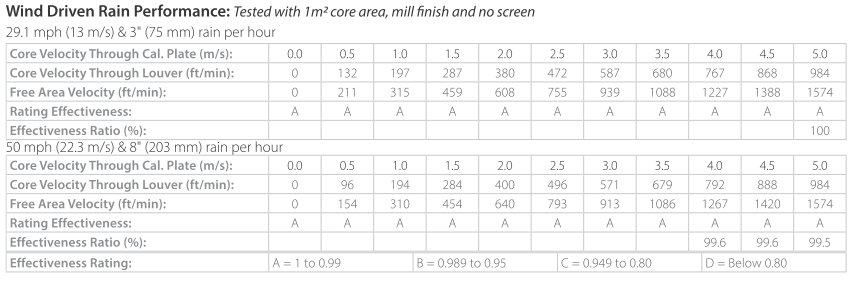 Wind Driven Rain Performance: Tested with 1m² core area, mill finish and no screen
29.1 mph (13 m/s) & 3" (75 mm) rain per hour
Core Velocity Through Cal. Plate (m/s): 0.0 0.5 1.0 1.5 2.0 2.5 3.0 3.5 4.0 4.5 5.0
Core Velocity Through Louver (ft/min): 0 132 197 287 380 472 587 680 767 868 984
Free Area Velocity (ft/min): 0 211 315 459 608 755 939 1088 1227 1388 1574
Rating Effectiveness: A A A A A A A A A A A
Effectiveness Ratio (%): 100
50 mph (22.3 m/s) & 8" (203 mm) rain per hour
Core Velocity Through Cal. Plate (m/s): 0.0 0.5 1.0 1.5 2.0 2.5 3.0 3.5 4.0 4.5 5.0
Core Velocity Through Louver (ft/min): 0 96 194 284 400 496 571 679 792 888 984
Free Area Velocity (ft/min): 0 154 310 454 640 793 913 1086 1267 1420 1574
Rating Effectiveness: A A A A A A A A A A A
Effectiveness Ratio (%): 99.6 99.6 99.5
Effectiveness Rating: A = 1 to 0.99 B = 0.989 to 0.95 C = 0.949 to 0.80 D = Below 0.80